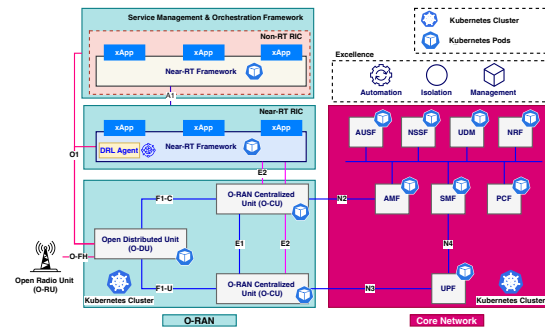 Service Management & Orchestration Framework
Non-RT RIC
xApp
xApp
xApp
Near-RT Framework
A1
Near-RT RIC
xApp
xApp
xApp
DRL Agent
Near-RT Framework
O1
E2
O-RAN Centralized
Unit (O-CU)
F1-C
Open Distributed Unit
(O-DU)
E1
E2
O-FH
Open Radio Unit
(O-RU)
Kubernetes Cluster
F1-U
O-RAN Centralized
Unit (O-CU)
O-RAN
Kubernetes Cluster
Kubernetes Pods
Excellence
Automation
Isolation
Management
AUSF
NSSF
UDM
NRF
N2
AMF
SMF
PCF
N4
N3
UPF
Kubernetes Cluster
Core Network